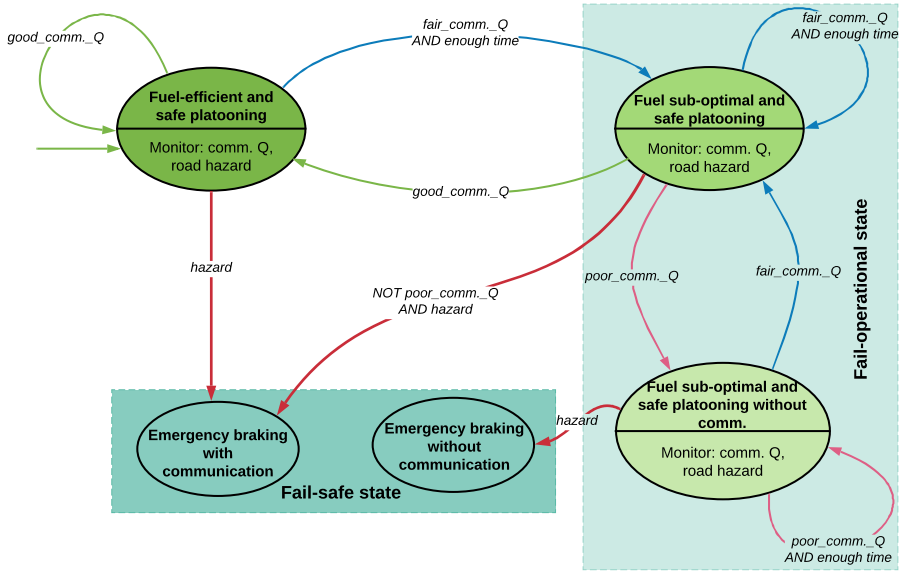 good_comm._Q
Fuel-efficient and
safe platooning
Monitor: comm. Q,
road hazard
fair_comm._Q
AND enough time
fair_comm._Q
AND enough time
Fuel sub-optimal and
safe platooning
Monitor: comm. Q,
road hazard
good_comm._Q
hazard
NOT poor_comm._Q
AND hazard
poor_comm._Q
fair_comm._Q
Fail-operational state
Fuel sub-optimal and
safe platooning without
comm.
Monitor: comm. Q,
road hazard
hazard
Emergency braking
with
communication
Emergency braking
without
communication
Fail-safe state
poor_comm._Q
AND enough time